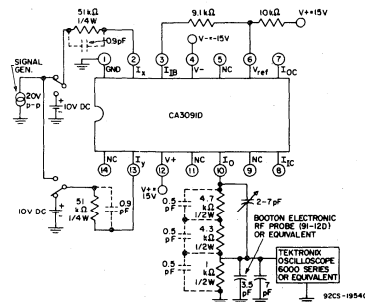 51kΩ
1/4W
0.9pF
9.1kΩ
10kΩ
V+=15V
V-=-15V
1
2
3
4
5
6
7
GND
Ix
IIB
V-
NC
Vref
IOC
SIGNAL
GEN.
20V
p-p
10V DC
CA3091D
NC
Iy
V+
NC
IO
NC
IIC
14
13
12
11
10
9
8
V+=
15V
10V DC
51
kΩ
1/4W
0.9
pF
0.5
pF
4.7
kΩ
1/2W
2-7pF
0.5
pF
4.3
kΩ
1/2W
0.5
pF
1
kΩ
1/2W
BOOTON ELECTRONIC
RF PROBE (91-12D)
OR EQUIVALENT
TEKTRONIX
OSCILLOSCOPE
6000 SERIES
OR EQUIVALENT
3.5
pF
7
pF
92CS-19540